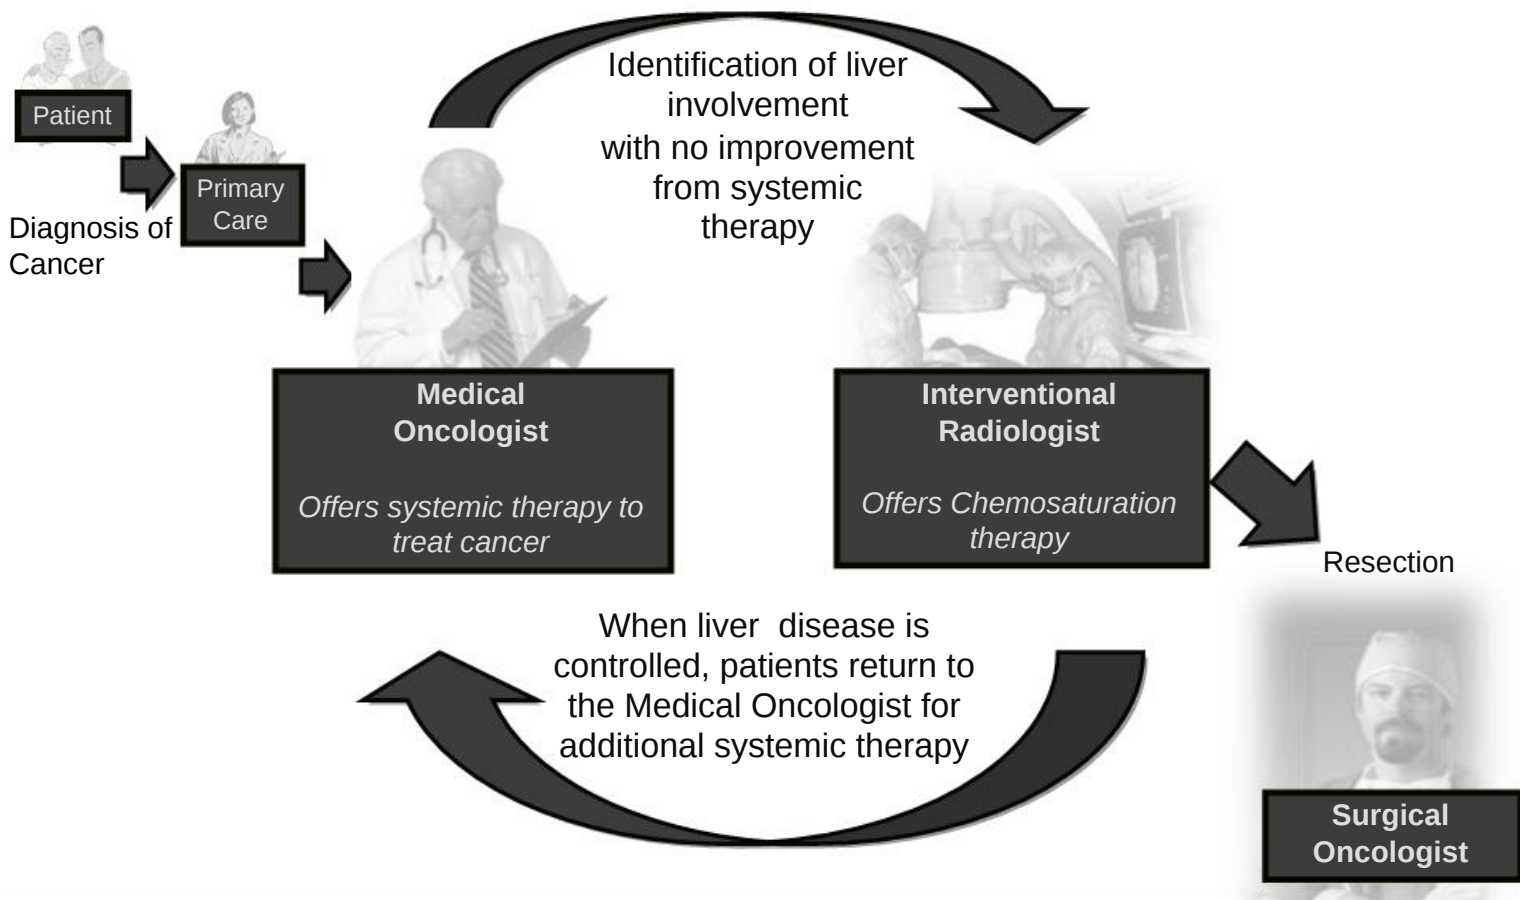 Patient
Primary
Care
Diagnosis of
Cancer
Identification of liver
involvement
with no improvement
from systemic
therapy
Medical
Oncologist
Offers systemic therapy to
treat cancer
Interventional
Radiologist
Offers Chemosaturation
therapy
Resection
When liver  disease is
controlled, patients return to
the Medical Oncologist for
additional systemic therapy
Surgical
Oncologist